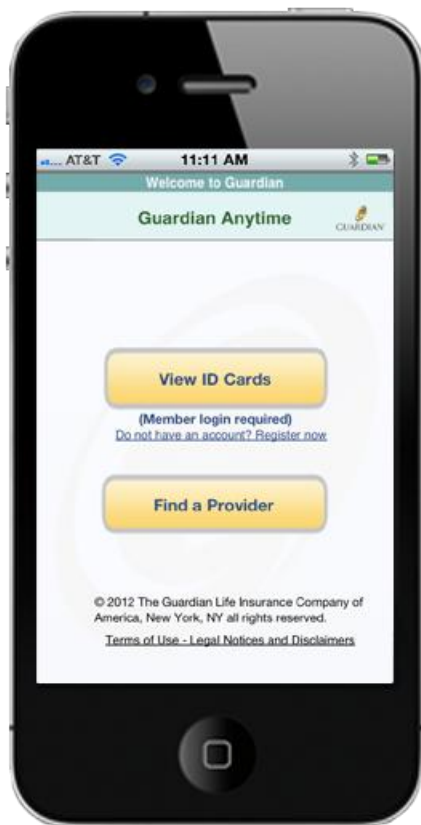 AT&T 11:11 AM
Welcome to Guardian
Guardian Anytime
GUARDIAN
View ID Cards
(Member login required)
Do not have an account? Register now
Find a Provider
© 2012 The Guardian Life Insurance Company of
America, New York, NY all rights reserved.
Terms of Use - Legal Notices and Disclaimers